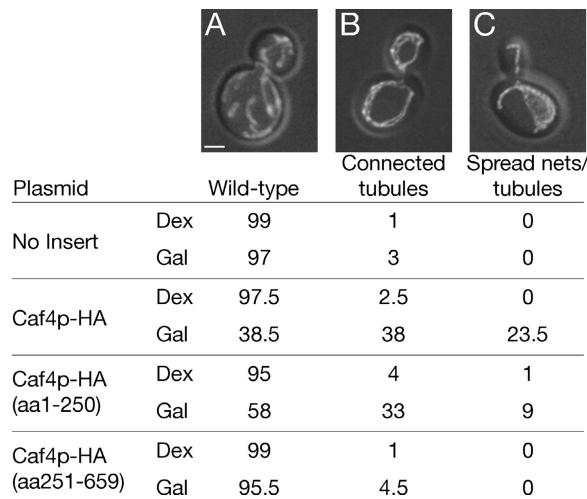 A B C
Plasmid Wild-type Connected tubules Spread nets/ tubules
No Insert Dex 99 1 0
Gal 97 3 0
Caf4p-HA Dex 97.5 2.5 0
Gal 38.5 38 23.5
Caf4p-HA (aa1-250) Dex 95 4 1
Gal 58 33 9
Caf4p-HA (aa251-659) Dex 99 1 0
Gal 95.5 4.5 0